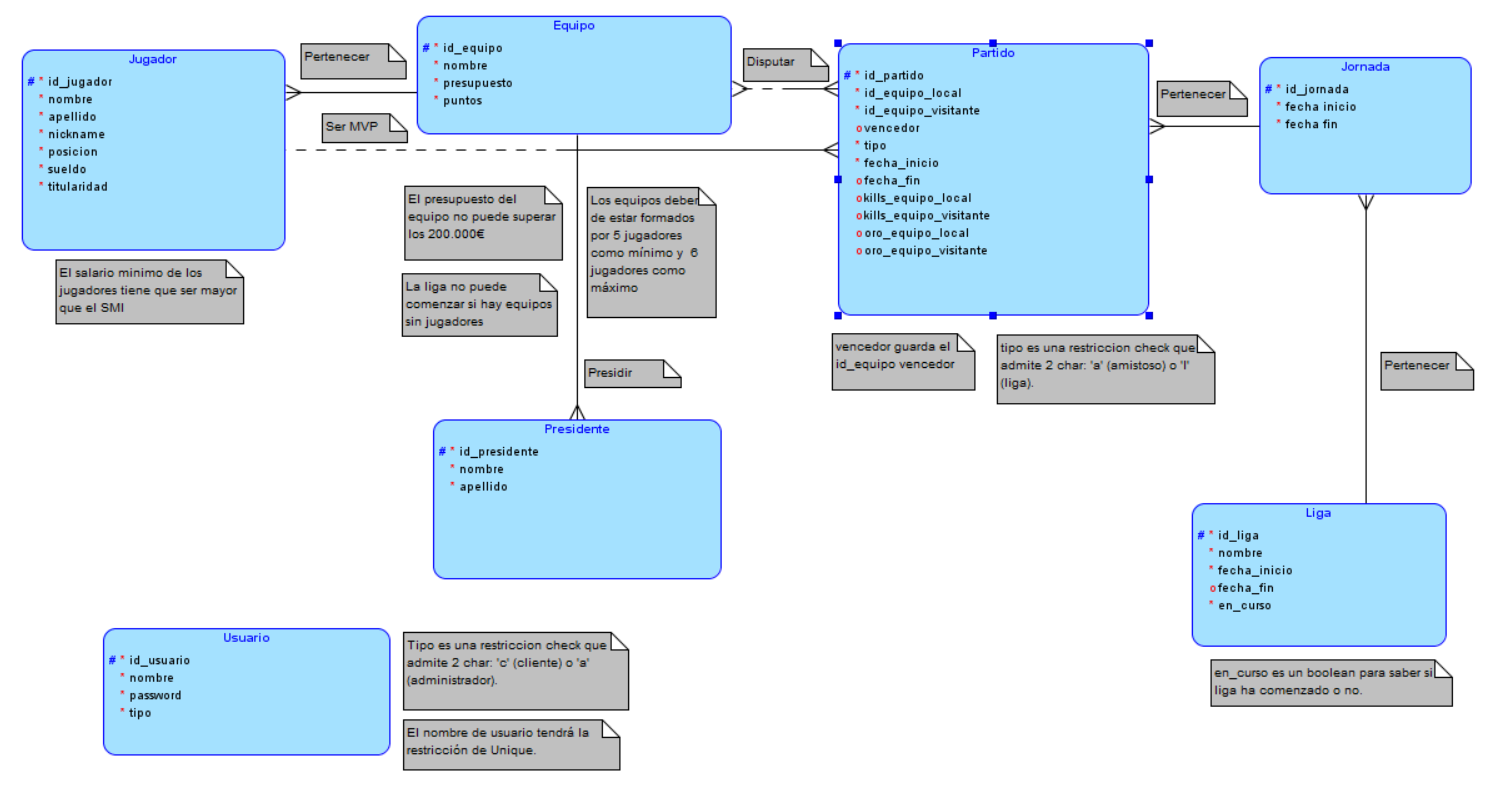 Jugador
# * id_jugador
* nombre
* apellido
* nickname
* posicion
* sueldo
* titularidad
Pertenecer
Ser MVP
Equipo
# * id_equipo
* nombre
* presupuesto
* puntos
Disputar
Partido
# * id_partido
* id_equipo_local
* id_equipo_visitante
o vencedor
* tipo
* fecha_inicio
o fecha_fin
o kills_equipo_local
o kills_equipo_visitante
o oro_equipo_local
o oro_equipo_visitante
Pertenecer
Jornada
# * id_jornada
* fecha inicio
* fecha fin
El salario minimo de los
jugadores tiene que ser mayor
que el SMI
El presupuesto del
equipo no puede superar
los 200.000€
La liga no puede
comenzar si hay equipos
sin jugadores
Los equipos deben
de estar formados
por 5 jugadores
como mínimo y 6
jugadores como
máximo
vencedor guarda el
id_equipo vencedor
tipo es una restriccion check que
admite 2 char: 'a' (amistoso) o 'l'
(liga).
Presidir
Pertenecer
Presidente
# * id_presidente
* nombre
* apellido
Liga
# * id_liga
* nombre
* fecha_inicio
o fecha_fin
* en_curso
en_curso es un boolean para saber si
liga ha comenzado o no.
Usuario
# * id_usuario
* nombre
* password
* tipo
Tipo es una restriccion check que
admite 2 char: 'c' (cliente) o 'a'
(administrador).
El nombre de usuario tendrá la
restricción de Unique.